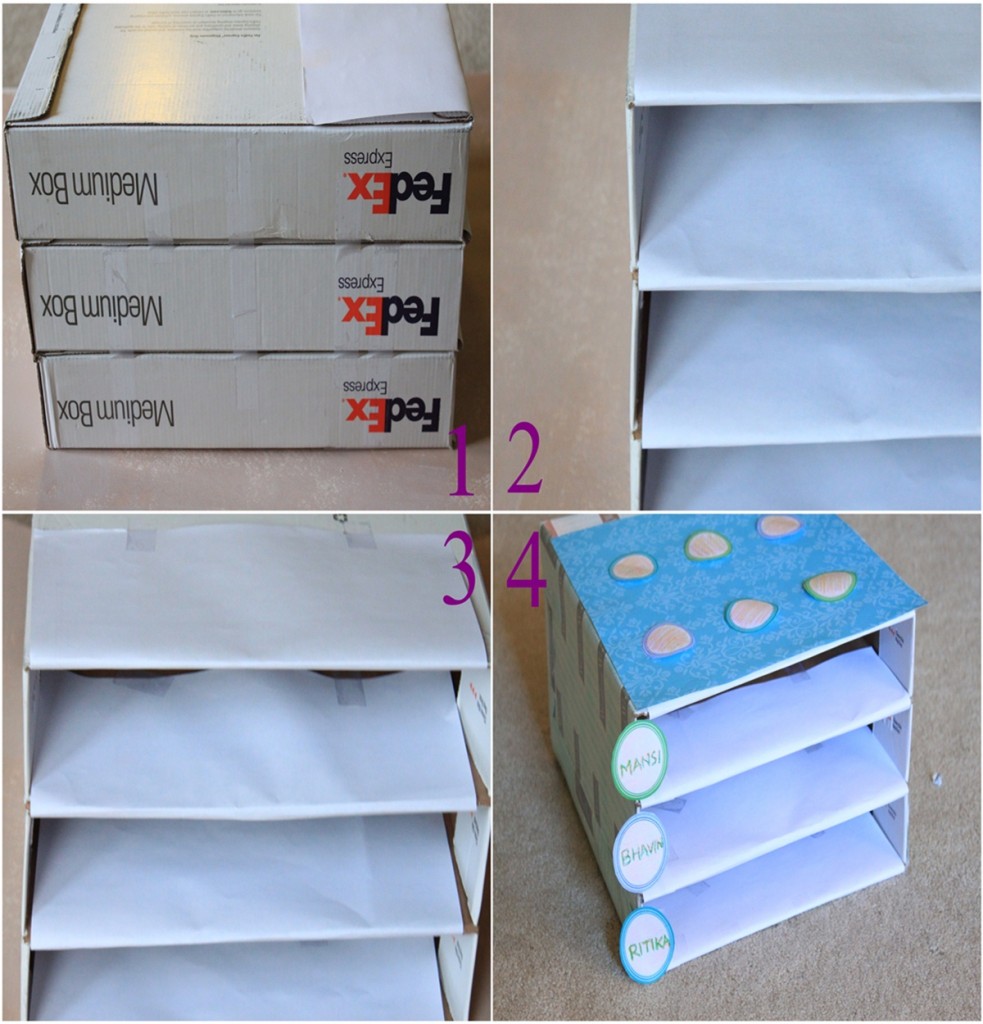 Medium Box
FedEx
Express
Medium Box
FedEx
Express
Medium Box
FedEx
Express
1
2
3
4
MANSI
BHAVIN
RITIKA